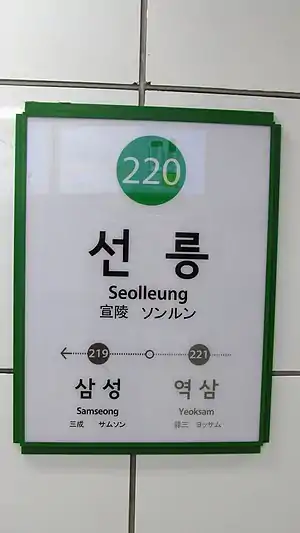 220
선릉
Seolleung
宣陵 ソンルン
219 221
삼성 역삼
Samseong Yeoksam
三成 サムソン 驛三 ヨッサム